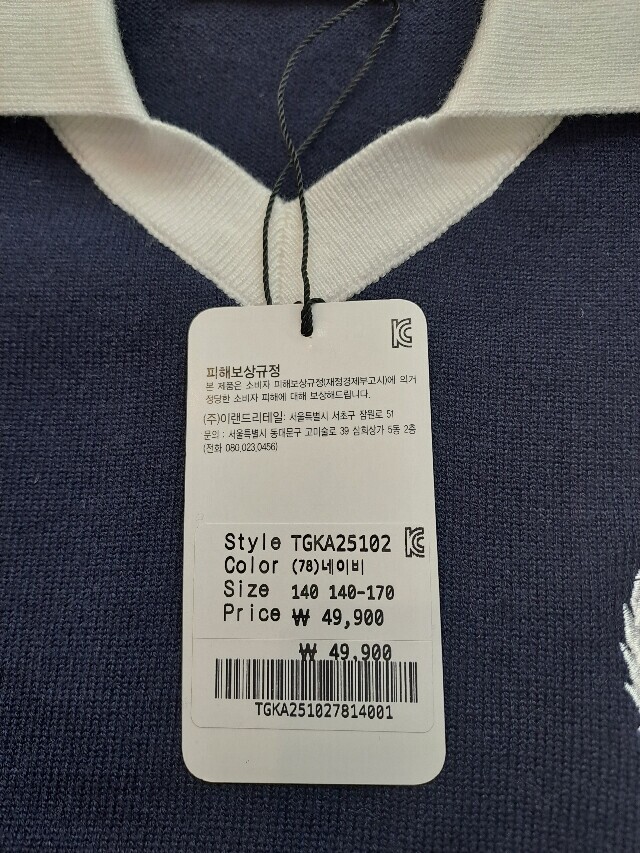 피해보상규정
본 제품은 소비자 피해보상규정(재정경제부고시)에 의거
정당한 소비자 피해에 대해 보상해드립니다.
(주)이랜드리테일: 서울특별시 서초구 잠원로 51
문의 : 서울특별시 동대문구 고미술로 39 삼희상가 5동 2층
(전화 080.023.0456)
Style TGKA25102
Color (78)네이비
Size 140 140-170
Price ₩ 49,900
₩ 49,900
TGKA251027814001